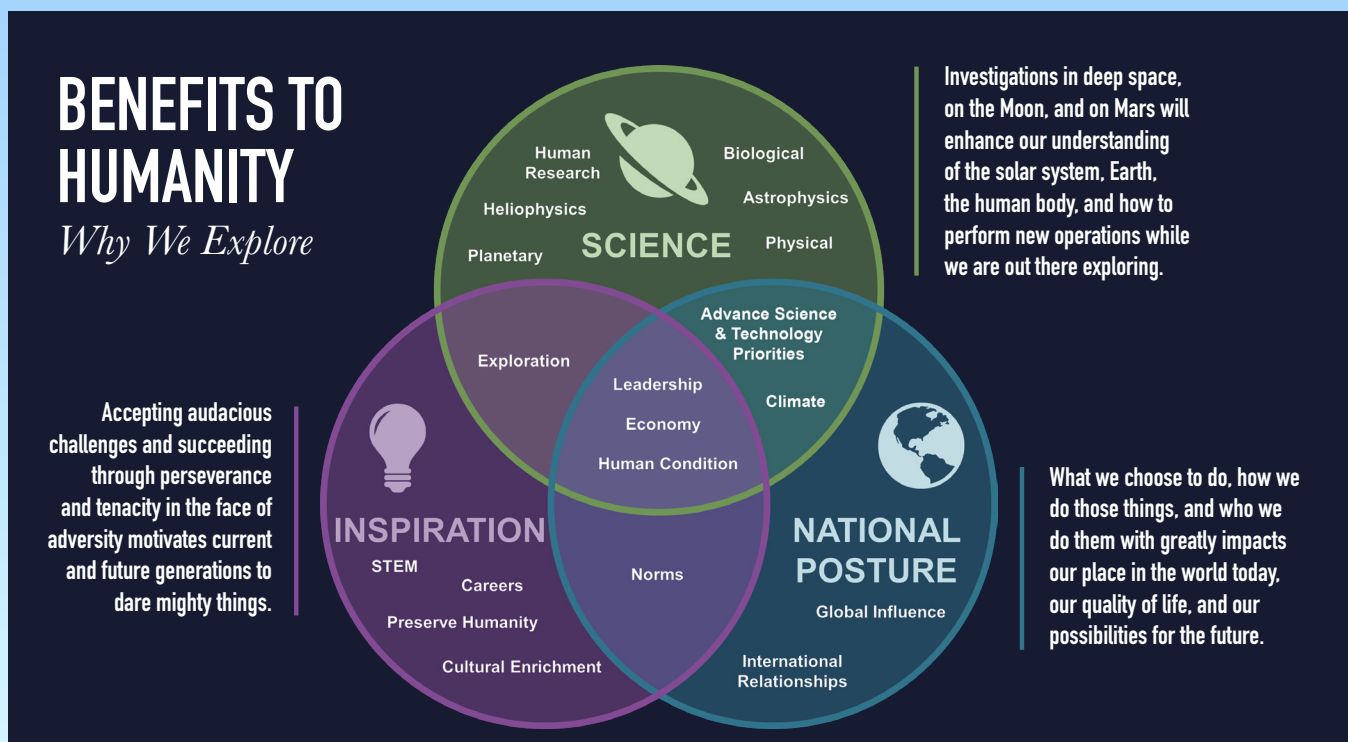 BENEFITS TO
HUMANITY
Why We Explore
Investigations in deep space,
on the Moon, and on Mars will
enhance our understanding
of the solar system, Earth,
the human body, and how to
perform new operations while
we are out there exploring.
Human
Research
Biological
Heliophysics
Astrophysics
Planetary
SCIENCE
Physical
Exploration
Advance Science
& Technology
Priorities
Climate
Leadership
Economy
Human Condition
Accepting audacious
challenges and succeeding
through perseverance
and tenacity in the face of
adversity motivates current
and future generations to
dare mighty things.
INSPIRATION
STEM
Careers
Preserve Humanity
Cultural Enrichment
Norms
NATIONAL
POSTURE
Global Influence
International
Relationships
What we choose to do, how we
do those things, and who we
do them with greatly impacts
our place in the world today,
our quality of life, and our
possibilities for the future.